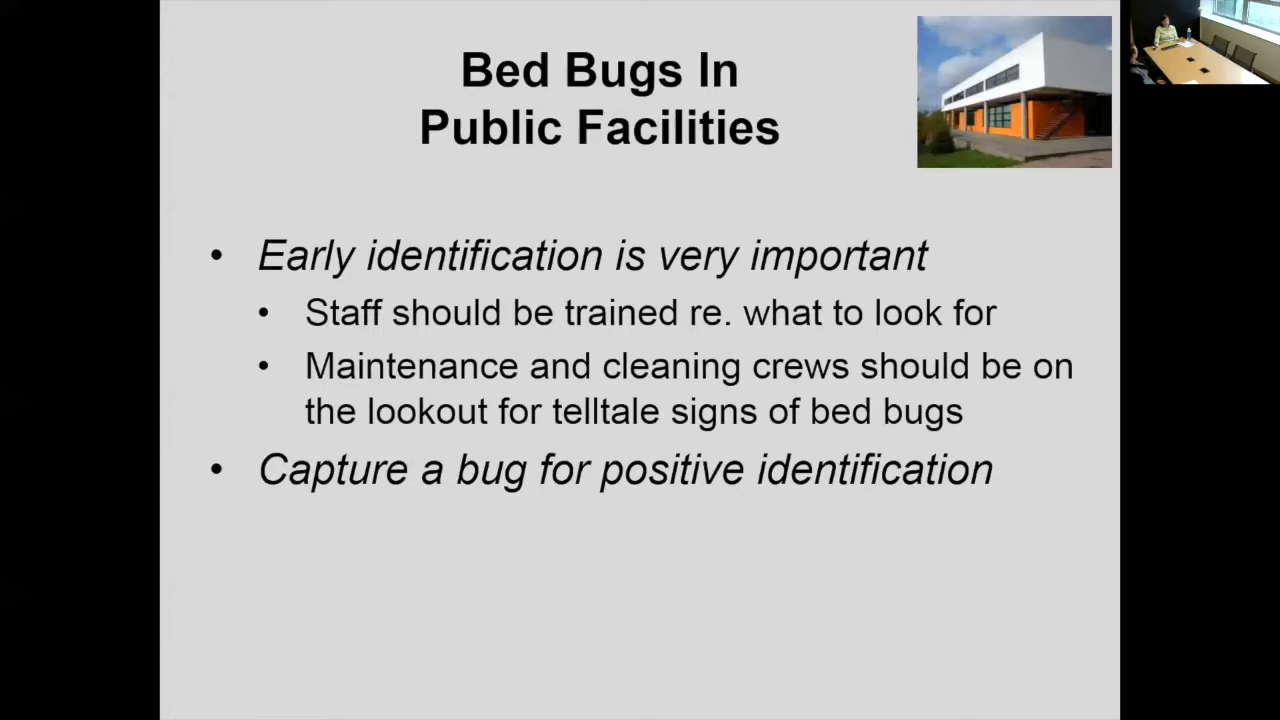 Bed Bugs In
Public Facilities
• Early identification is very important
• Staff should be trained re. what to look for
• Maintenance and cleaning crews should be on
the lookout for telltale signs of bed bugs
• Capture a bug for positive identification